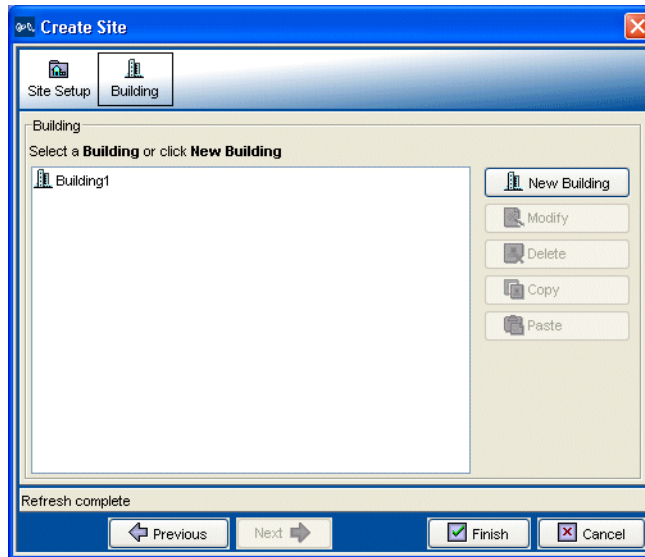 Create Site
Site Setup
Building
Building
Select a Building or click New Building
Building1
New Building
Modify
Delete
Copy
Paste
Refresh complete
Previous
Next
Finish
Cancel